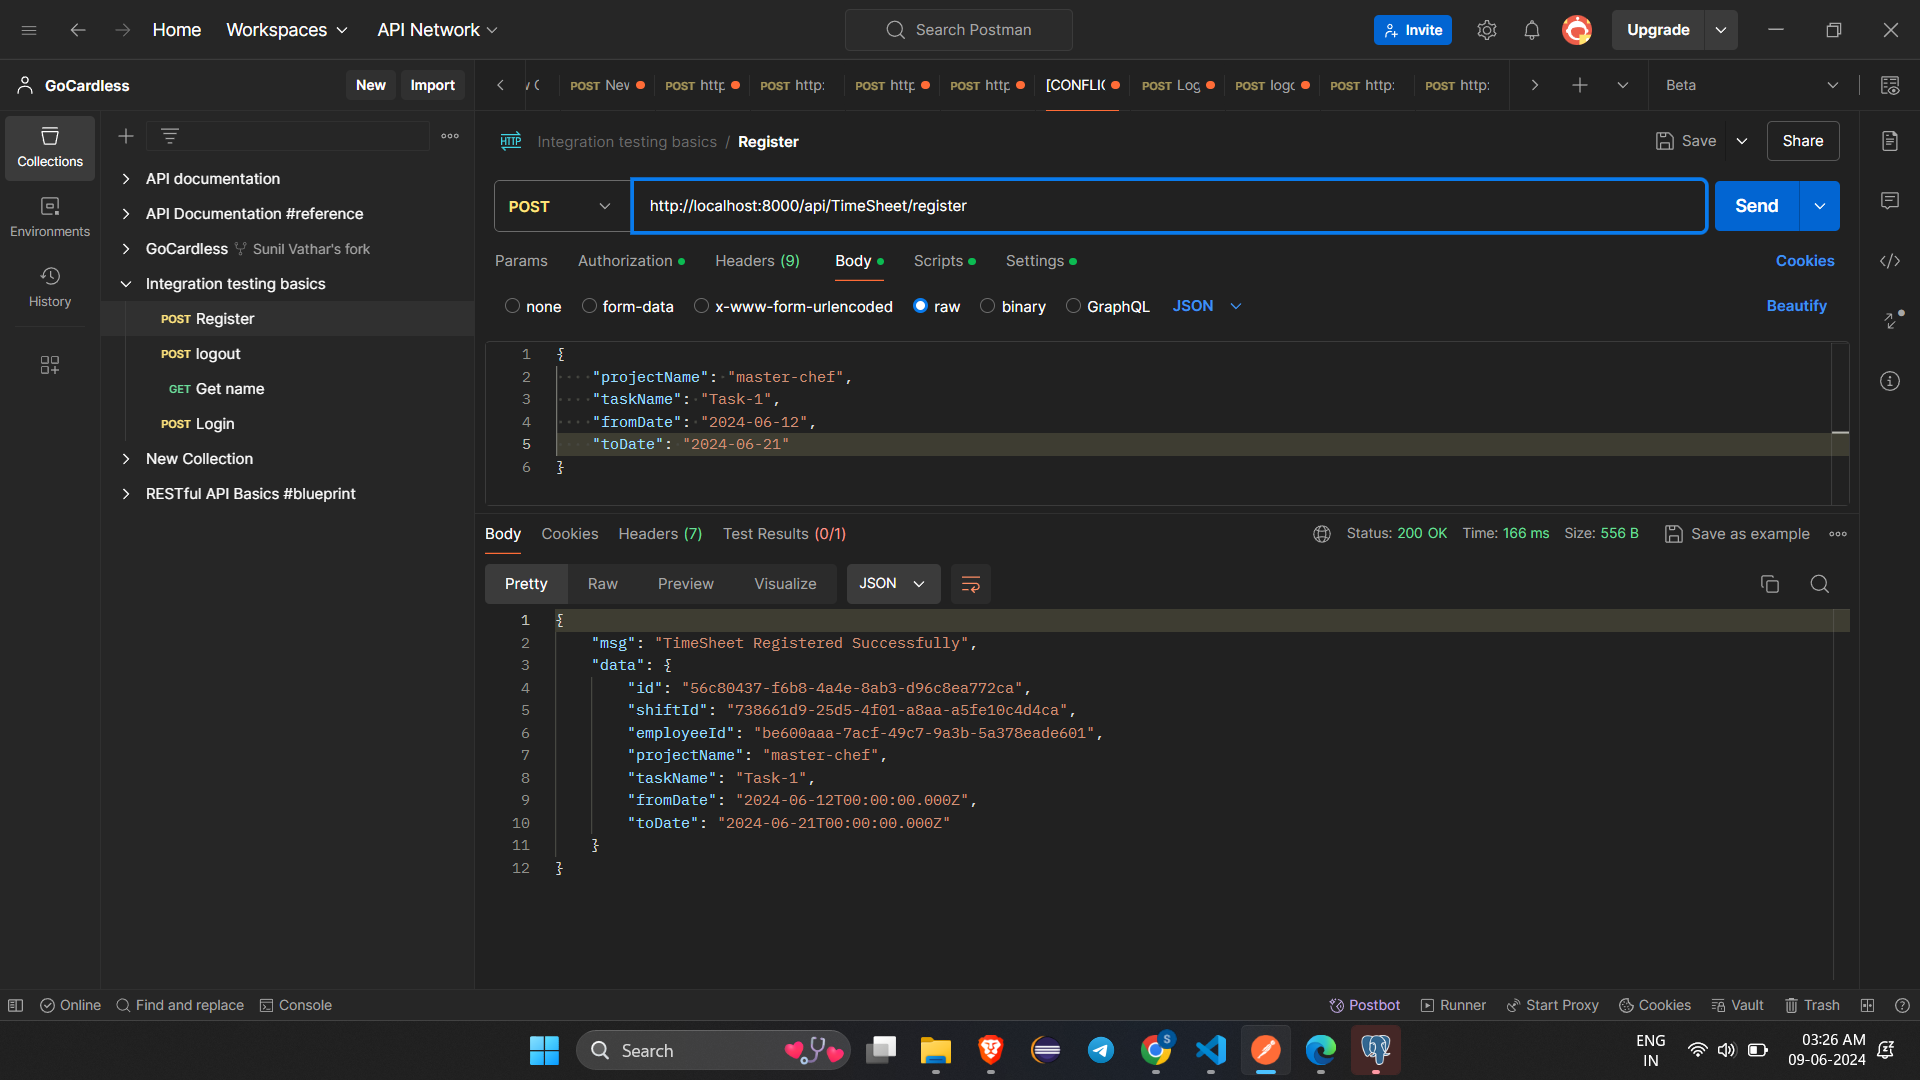 Home
Workspaces
API Network
Search Postman
Invite
Upgrade
GoCardless
New
Import
POST New
POST http
POST http:
POST http
POST http
[CONFLIC
POST Log
POST logo
POST http:
POST http:
Beta
Collections
Environments
History
API documentation
API Documentation #reference
GoCardless Sunil Vathar's fork
Integration testing basics
POST Register
POST logout
GET Get name
POST Login
New Collection
RESTful API Basics #blueprint
HTTP Integration testing basics / Register
Save
Share
POST
http://localhost:8000/api/TimeSheet/register
Send
Params Authorization Headers (9) Body Scripts Settings Cookies
none form-data x-www-form-urlencoded raw binary GraphQL JSON Beautify
1 {
2 "projectName": "master-chef",
3 "taskName": "Task-1",
4 "fromDate": "2024-06-12",
5 "toDate": "2024-06-21"
6 }
Body Cookies Headers (7) Test Results (0/1) Status: 200 OK Time: 166 ms Size: 556 B Save as example
Pretty Raw Preview Visualize JSON
1 {
2 "msg": "TimeSheet Registered Successfully",
3 "data": {
4 "id": "56c80437-f6b8-4a4e-8ab3-d96c8ea772ca",
5 "shiftId": "738661d9-25d5-4f01-a8aa-a5fe10c4d4ca",
6 "employeeId": "be600aaa-7acf-49c7-9a3b-5a378eade601",
7 "projectName": "master-chef",
8 "taskName": "Task-1",
9 "fromDate": "2024-06-12T00:00:00.000Z",
10 "toDate": "2024-06-21T00:00:00.000Z"
11 }
12 }
Online Find and replace Console Postbot Runner Start Proxy Cookies Vault Trash
Search
S
ENG
IN
03:26 AM
09-06-2024